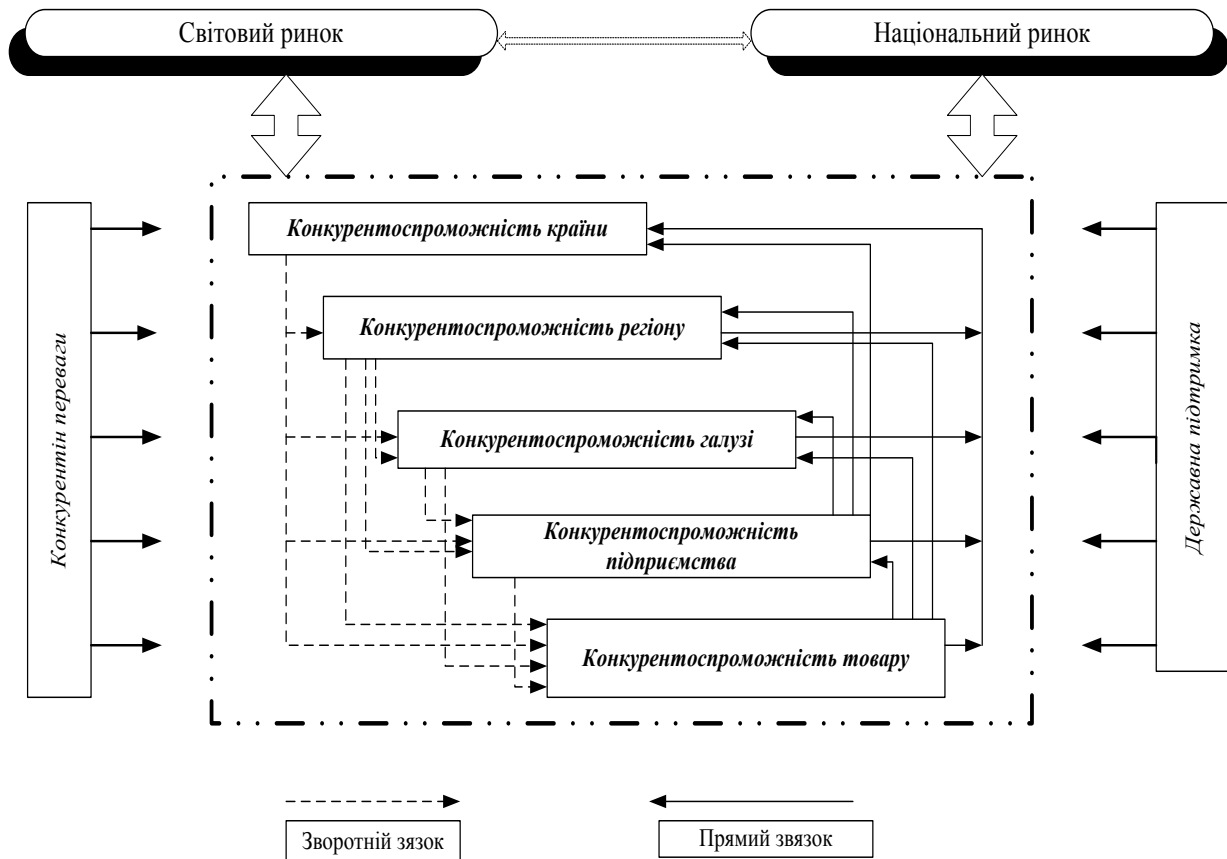 Світовий ринок
Національний ринок
Конкурентін переваги
Конкурентоспроможність країни
Конкурентоспроможність регіону
Конкурентоспроможність галузі
Конкурентоспроможність
підприємства
Конкурентоспроможність товару
Державна підтримка
Зворотній зязок
Прямий звязок